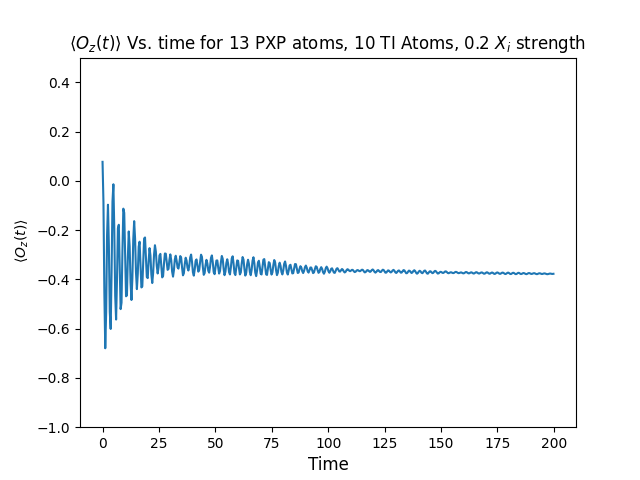 ⟨O_z(t)⟩ Vs. time for 13 PXP atoms, 10 TI Atoms, 0.2 X_i strength
0.4
0.2
0.0
−0.2
−0.4
−0.6
−0.8
−1.0
⟨O_z(t)⟩
0 25 50 75 100 125 150 175 200
Time